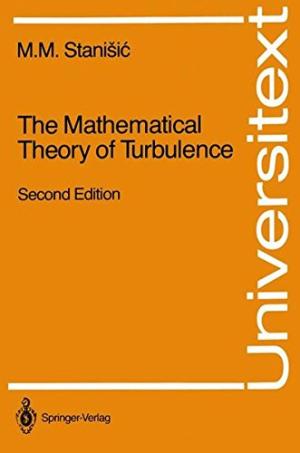 M.M. Stanišić
The Mathematical
Theory of Turbulence
Second Edition
Universitext
Springer-Verlag